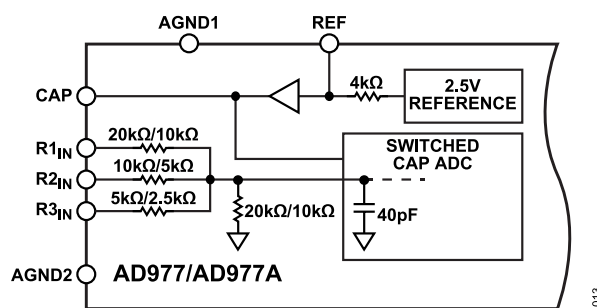 AGND1
REF
CAP
4kΩ
2.5V
REFERENCE
R1IN
20kΩ/10kΩ
SWITCHED
CAP ADC
R2IN
10kΩ/5kΩ
R3IN
5kΩ/2.5kΩ
20kΩ/10kΩ
40pF
AGND2
AD977/AD977A
013